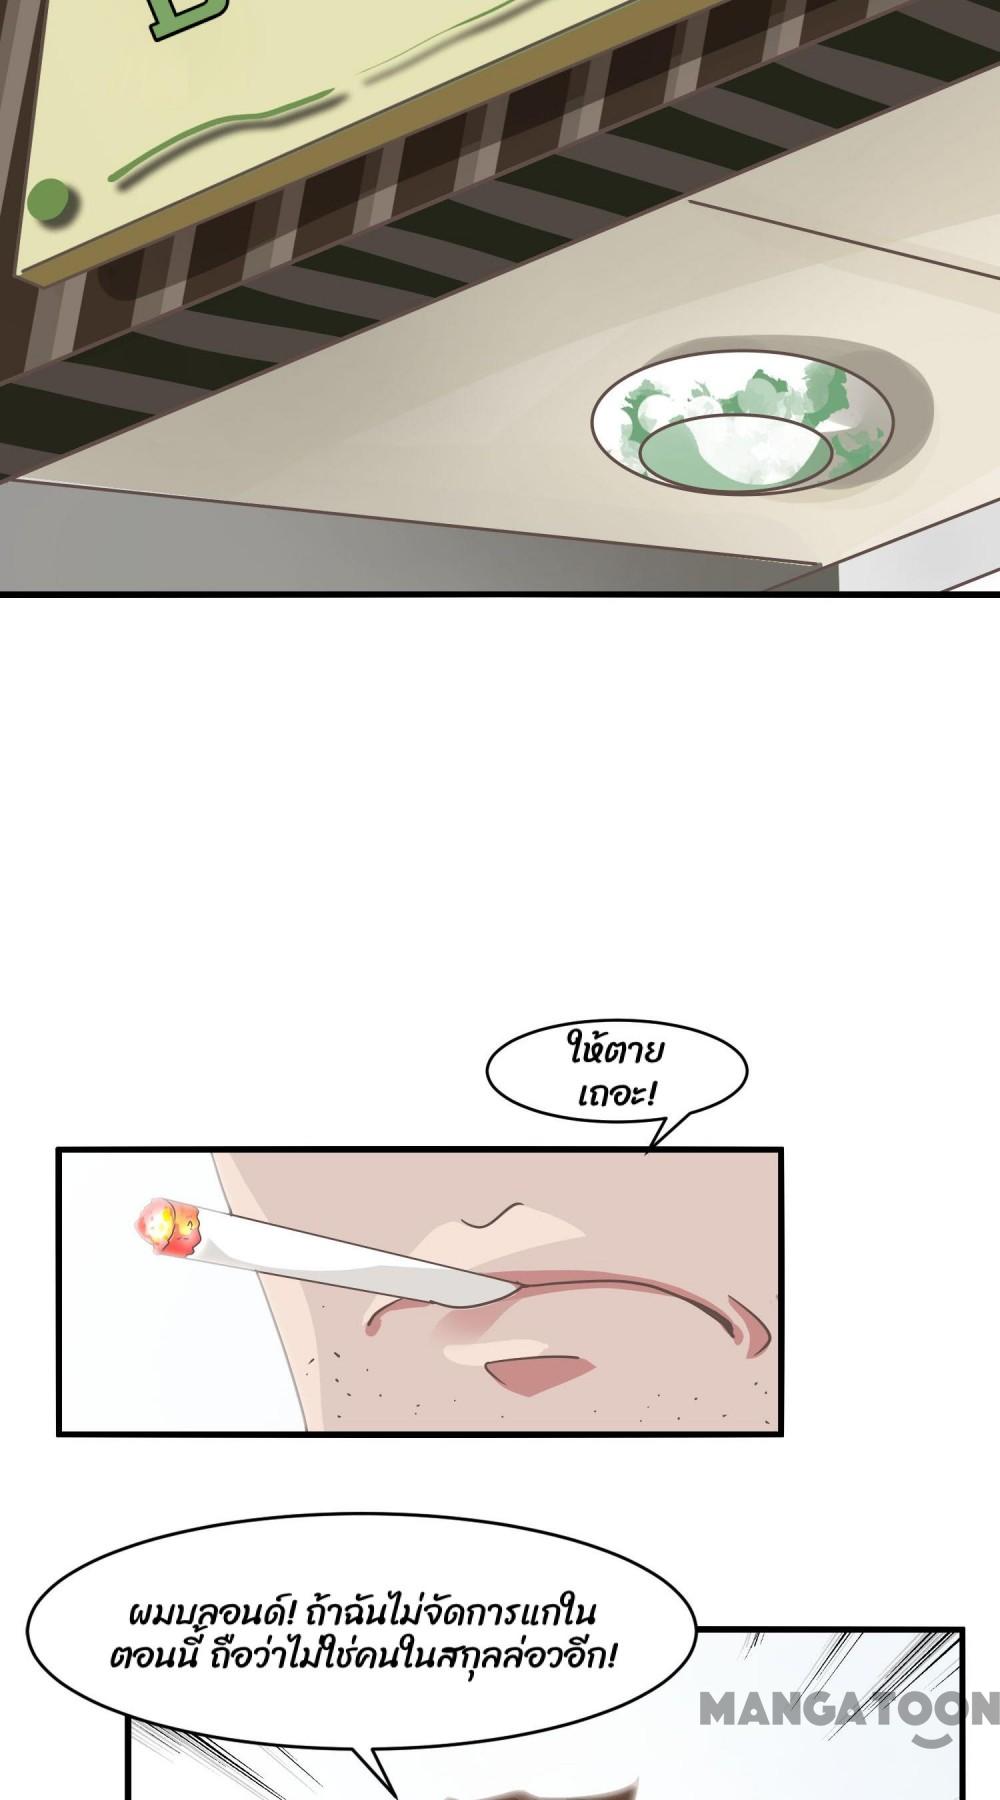 ให้ตาย
เถอะ!
ผมบลอนด์! ถ้าฉันไม่จัดการแกใน
ตอนนี้ ถือว่าไม่ใช่คนในสกุลล่อวอีก!
MANGATOON